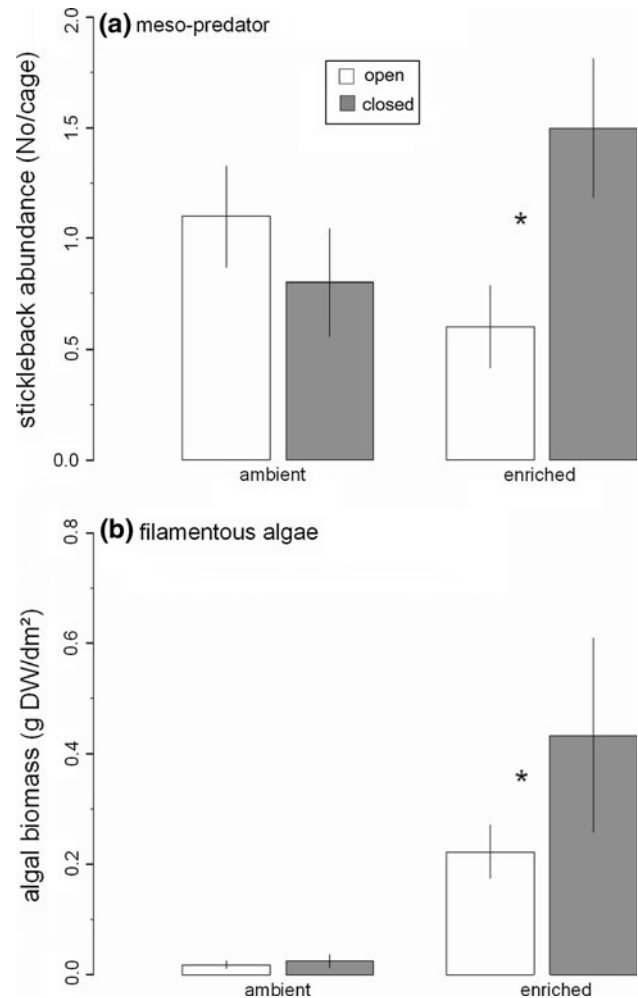 (a) meso-predator
open
closed
stickleback abundance (No/cage)
2.0
1.5
1.0
0.5
0.0
*
ambient
enriched
(b) filamentous algae
algal biomass (g DW/dm²)
0.8
0.6
0.4
0.2
0.0
*
ambient
enriched